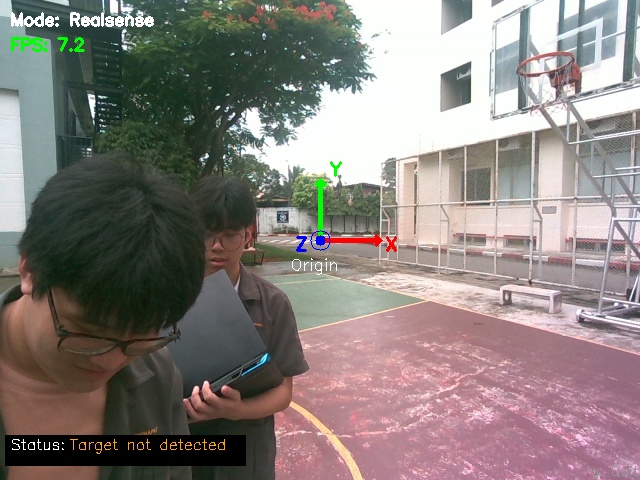 Mode: Realsense
FPS: 7.2
Y
Z
X
Origin
Status: Target not detected